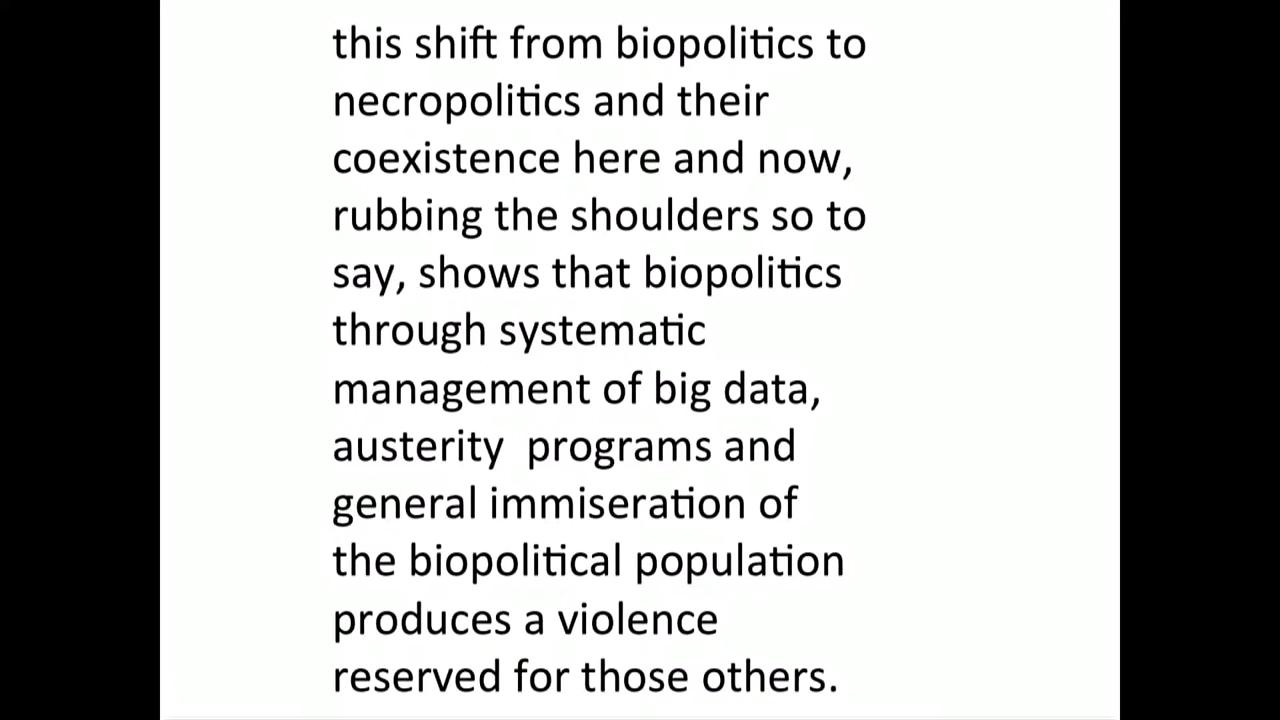 this shift from biopolitics to
necropolitics and their
coexistence here and now,
rubbing the shoulders so to
say, shows that biopolitics
through systematic
management of big data,
austerity  programs and
general immiseration of
the biopolitical population
produces a violence
reserved for those others.